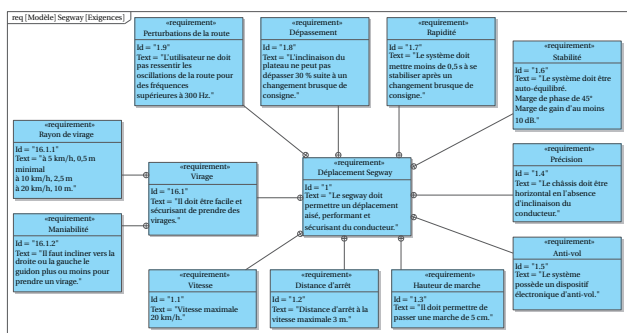 req [Modèle] Segway [Exigences]
«requirement»
Perturbations de la route
Id = "1.9"
Text = "L'utilisateur ne doit
pas ressentir les
oscillations de la route pour
des fréquences
supérieures à 300 Hz."
«requirement»
Dépassement
Id = "1.8"
Text = "L'inclinaison du
plateau ne peut pas
dépasser 30 % suite à un
changement brusque de
consigne."
«requirement»
Rapidité
Id = "1.7"
Text = "Le système doit
mettre moins de 0,5 s à se
stabiliser après un
changement brusque de
consigne."
«requirement»
Stabilité
Id = "1.6"
Text = "Le système doit être
auto-équilibré.
Marge de phase de 45°
Marge de gain d'au moins
10 dB."
«requirement»
Rayon de virage
Id = "16.1.1"
Text = "à 5 km/h, 0,5 m
minimal
à 10 km/h, 2,5 m
à 20 km/h, 10 m."
«requirement»
Virage
Id = "16.1"
Text = "Il doit être facile et
sécurisant de prendre des
virages."
«requirement»
Déplacement Segway
Id = "1"
Text = "Le segway doit
permettre un déplacement
aisé, performant et
sécurisant du conducteur."
«requirement»
Précision
Id = "1.4"
Text = "Le châssis doit être
horizontal en l'absence
d'inclinaison du
conducteur."
«requirement»
Maniabilité
Id = "16.1.2"
Text = "Il faut incliner vers la
droite ou la gauche le
guidon plus ou moins pour
prendre un virage."
«requirement»
Anti-vol
Id = "1.5"
Text = "Le système
possède un dispositif
électronique d'anti-vol."
«requirement»
Vitesse
Id = "1.1"
Text = "Vitesse maximale
20 km/h."
«requirement»
Distance d'arrêt
Id = "1.2"
Text = "Distance d'arrêt à la
vitesse maximale 3 m."
«requirement»
Hauteur de marche
Id = "1.3"
Text = "Il doit permettre de
passer une marche de 5 cm."